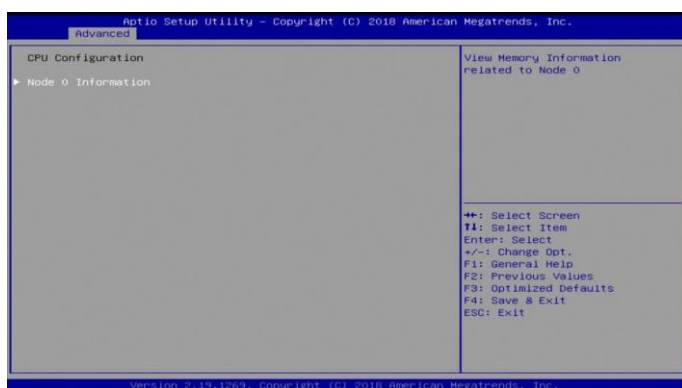 Aptio Setup Utility – Copyright (C) 2018 American Megatrends, Inc.
Advanced
CPU Configuration
▶ Node 0 Information
View Memory Information
related to Node 0
→←: Select Screen
↑↓: Select Item
Enter: Select
+/-: Change Opt.
F1: General Help
F2: Previous Values
F3: Optimized Defaults
F4: Save & Exit
ESC: Exit
Version 2.19.1269. Copyright (C) 2018 American Megatrends, Inc.